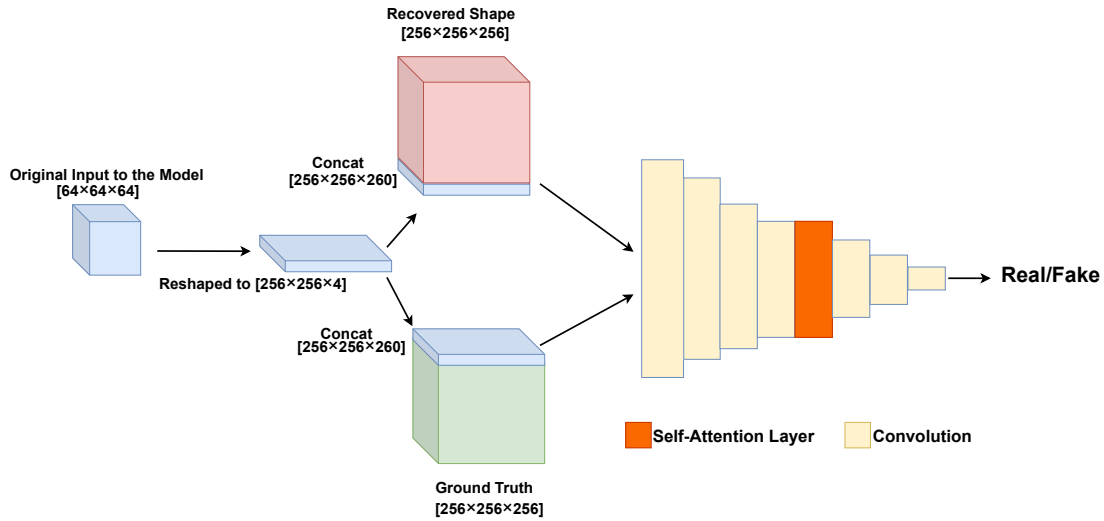 Recovered Shape
[256×256×256]
Concat
[256×256×260]
Original Input to the Model
[64×64×64]
Reshaped to [256×256×4]
Concat
[256×256×260]
Ground Truth
[256×256×256]
Real/Fake
Self-Attention Layer
Convolution